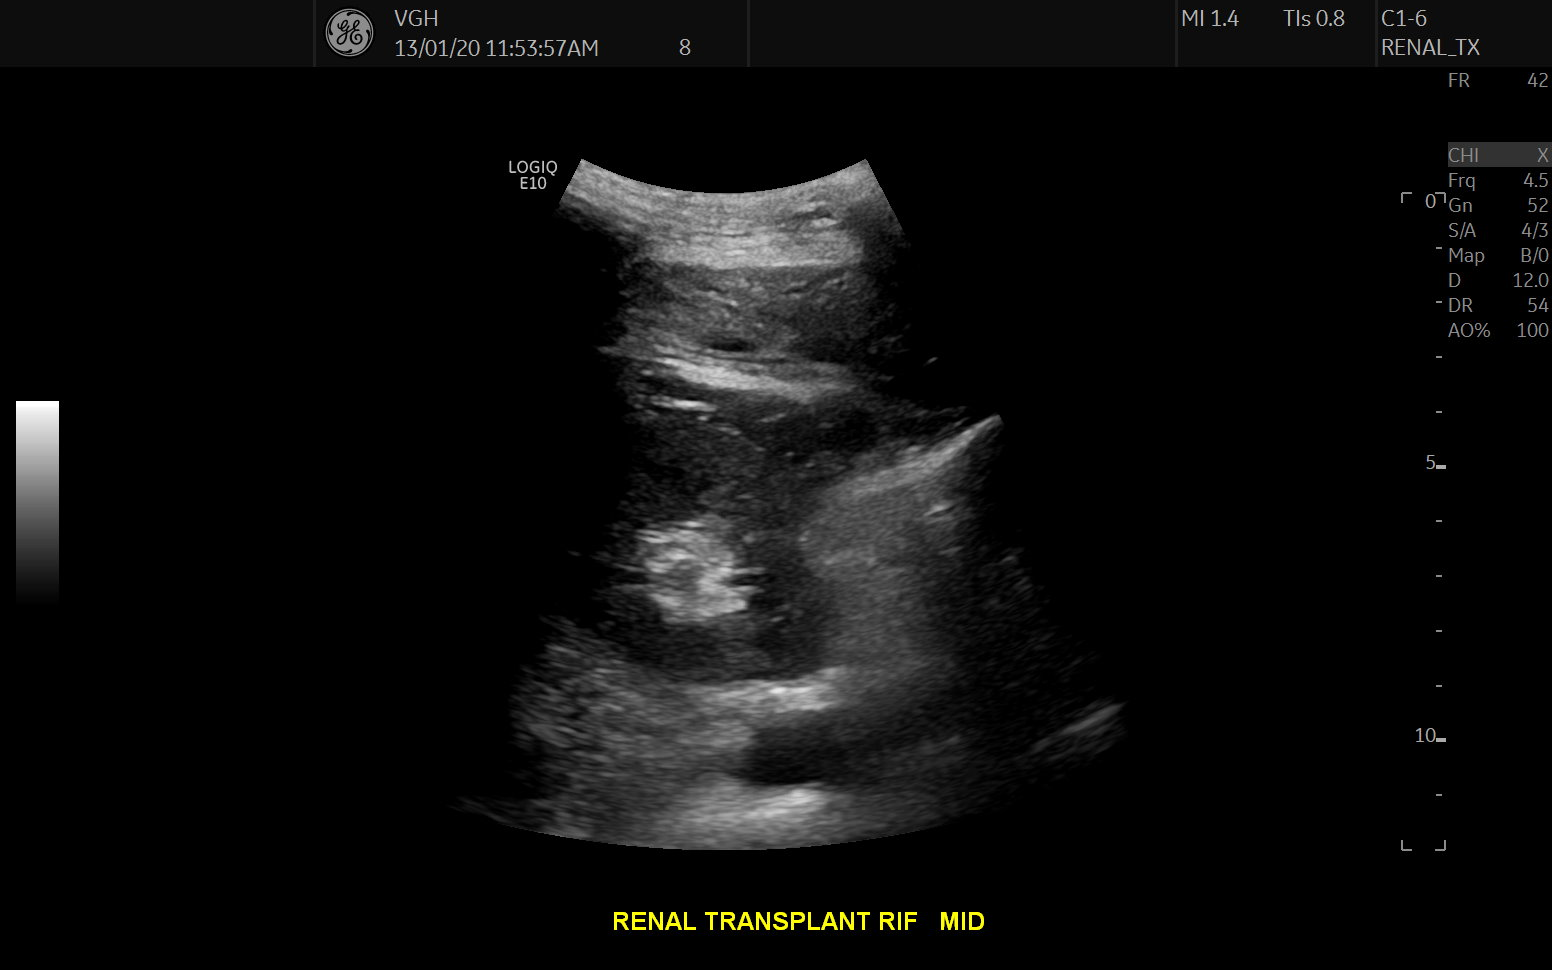 VGH
13/01/20 11:53:57AM 8
MI 1.4 TIs 0.8
C1-6
RENAL_TX
FR 42
CHI X
Frq 4.5
Gn 52
S/A 4/3
Map B/0
D 12.0
DR 54
AO% 100
GE
LOGIQ
E10
0
5
10
RENAL TRANSPLANT RIF MID